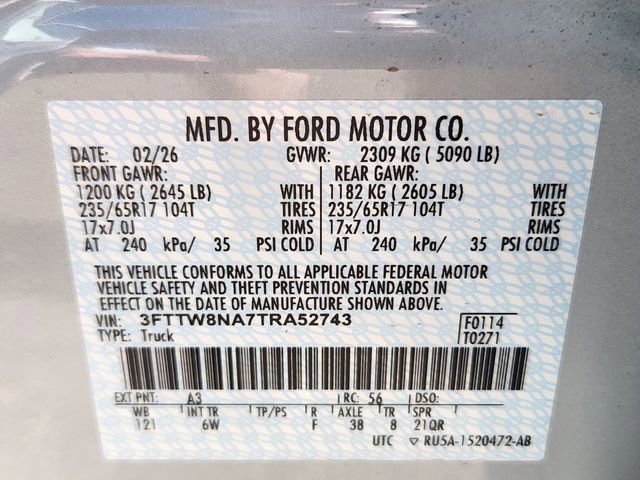 MFD. BY FORD MOTOR CO.
DATE: 02/26 GVWR: 2309 KG ( 5090 LB)
FRONT GAWR: REAR GAWR:
1200 KG ( 2645 LB) WITH 1182 KG ( 2605 LB) WITH
235/65R17 104T TIRES 235/65R17 104T TIRES
17x7.0J RIMS 17x7.0J RIMS
AT 240 kPa/ 35 PSI COLD AT 240 kPa/ 35 PSI COLD
THIS VEHICLE CONFORMS TO ALL APPLICABLE FEDERAL MOTOR
VEHICLE SAFETY AND THEFT PREVENTION STANDARDS IN
EFFECT ON THE DATE OF MANUFACTURE SHOWN ABOVE.
VIN: 3FTTW8NA7TRA52743 F0114
TYPE: Truck T0271
EXT PNT: A3 RC: 56 DSO:
WB INT TR TP/PS R AXLE TR SPR
121 6W F 38 8 21QR
UTC ▽ RU5A-1520472-AB